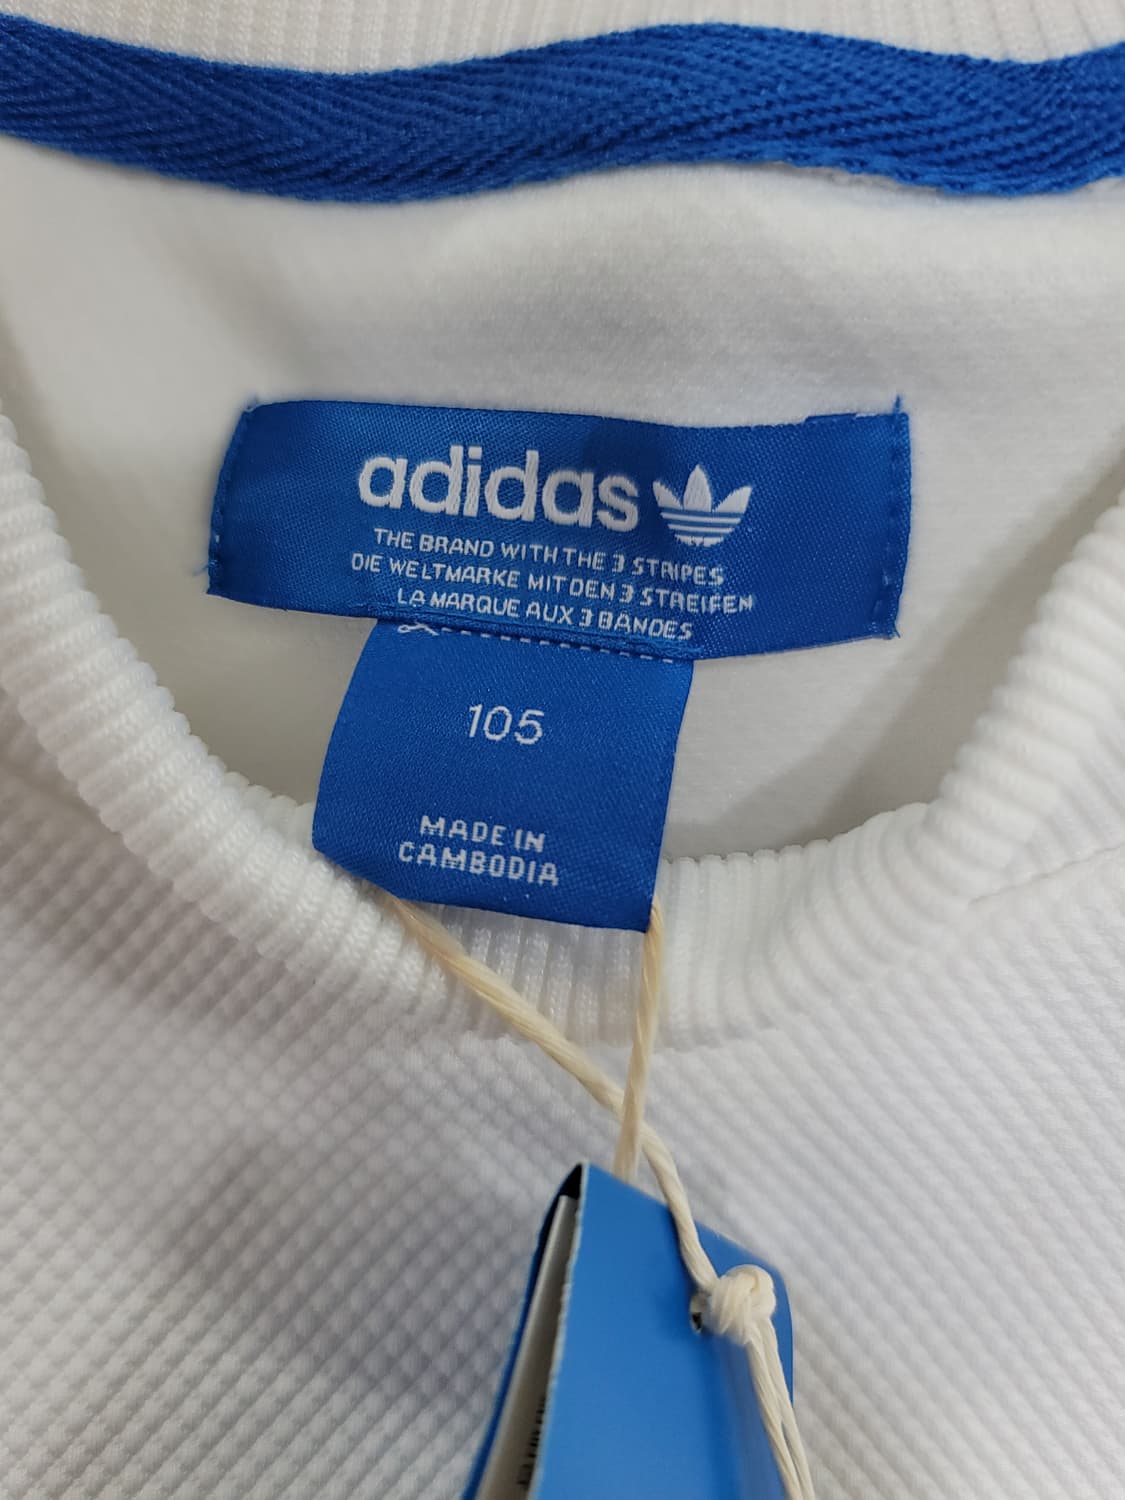 adidas
THE BRAND WITH THE 3 STRIPES
DIE WELTMARKE MIT DEN 3 STREIFEN
LA MARQUE AUX 3 BANDES
105
MADE IN
CAMBODIA